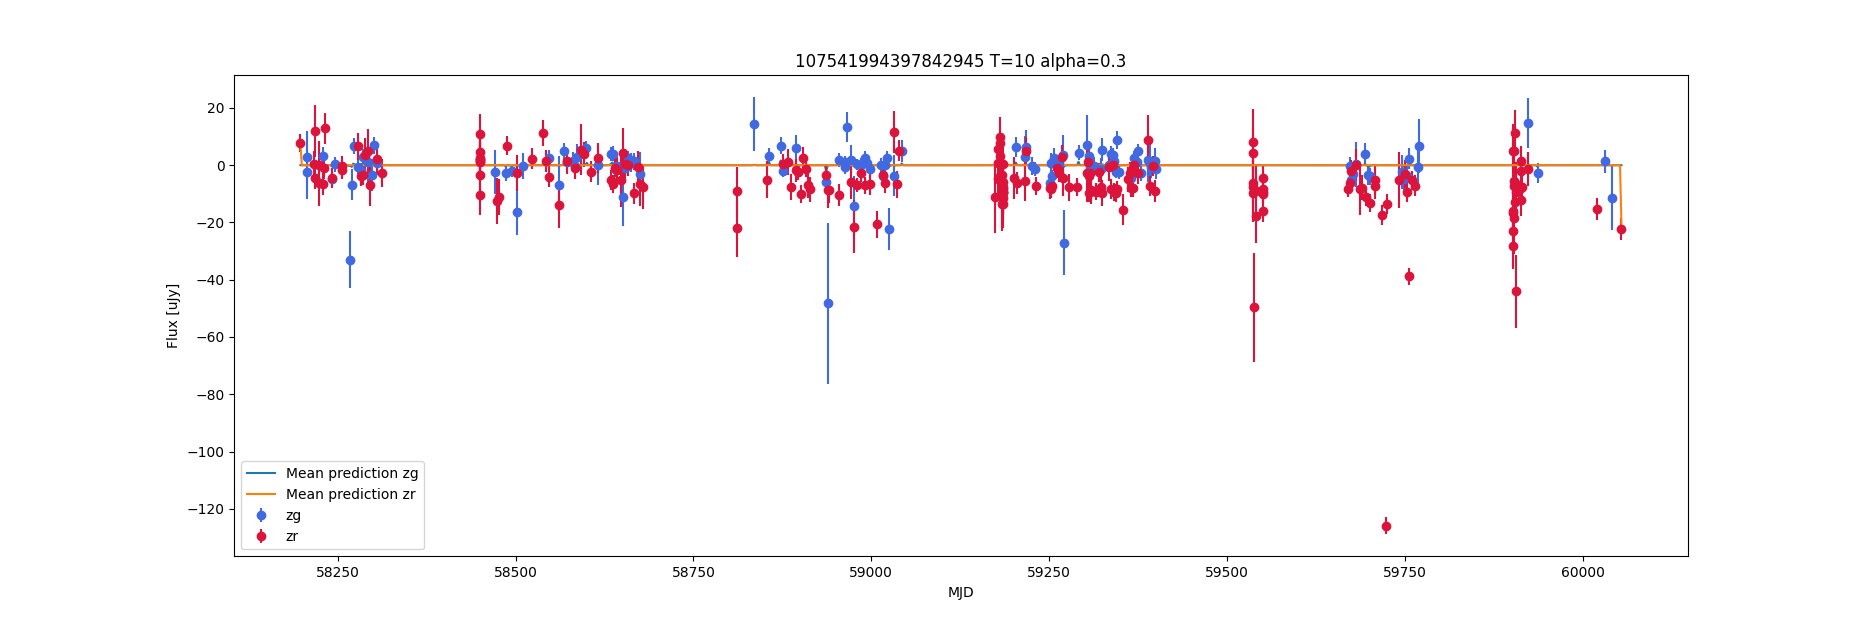 107541994397842945 T=10 alpha=0.3
20
0
−20
−40
−60
−80
−100
−120
Flux [uJy]
Mean prediction zg
Mean prediction zr
zg
zr
58250 58500 58750 59000 59250 59500 59750 60000
MJD